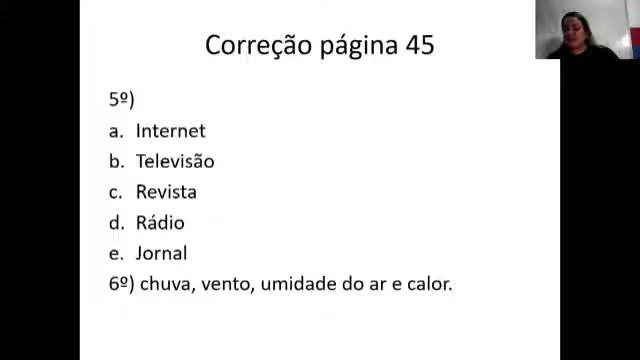 Correção página 45
5º)
a. Internet
b. Televisão
c. Revista
d. Rádio
e. Jornal
6º) chuva, vento, umidade do ar e calor.